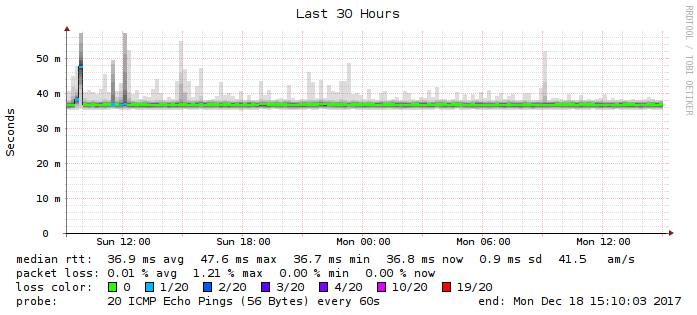 Last 30 Hours
RRDTOOL / TOBI OETIKER
Seconds
50 m
40 m
30 m
20 m
10 m
0
Sun 12:00 Sun 18:00 Mon 00:00 Mon 06:00 Mon 12:00
median rtt: 36.9 ms avg 47.6 ms max 36.7 ms min 36.8 ms now 0.9 ms sd 41.5 am/s
packet loss: 0.01 % avg 1.21 % max 0.00 % min 0.00 % now
loss color: 0 1/20 2/20 3/20 4/20 10/20 19/20
probe: 20 ICMP Echo Pings (56 Bytes) every 60s end: Mon Dec 18 15:10:03 2017